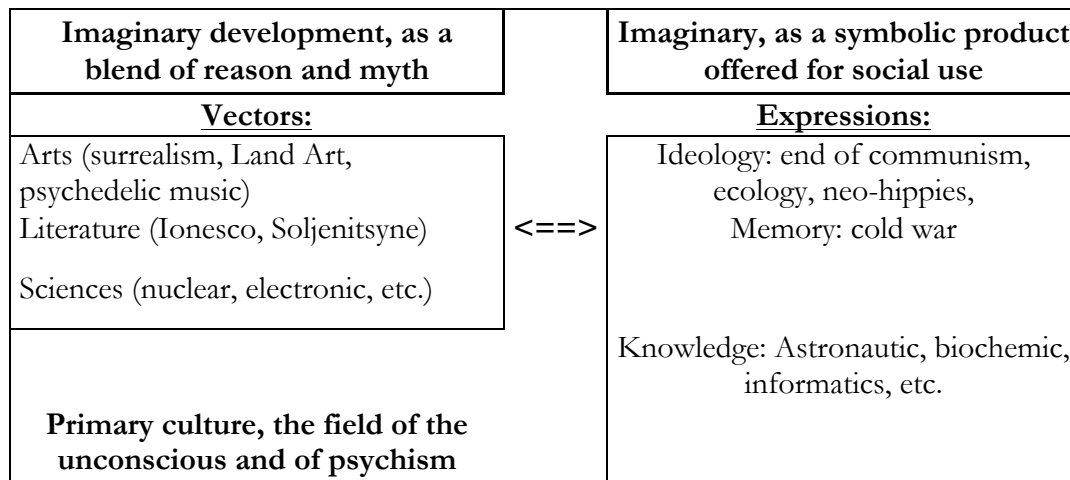 Imaginary development, as a
blend of reason and myth
Imaginary, as a symbolic product
offered for social use
Vectors:
Expressions:
Arts (surrealism, Land Art,
psychedelic music)
Literature (Ionesco, Soljenitsyne)
Sciences (nuclear, electronic, etc.)
<==>
Ideology: end of communism,
ecology, neo-hippies,
Memory: cold war
Knowledge: Astronautic, biochemic,
informatics, etc.
Primary culture, the field of the
unconscious and of psychism